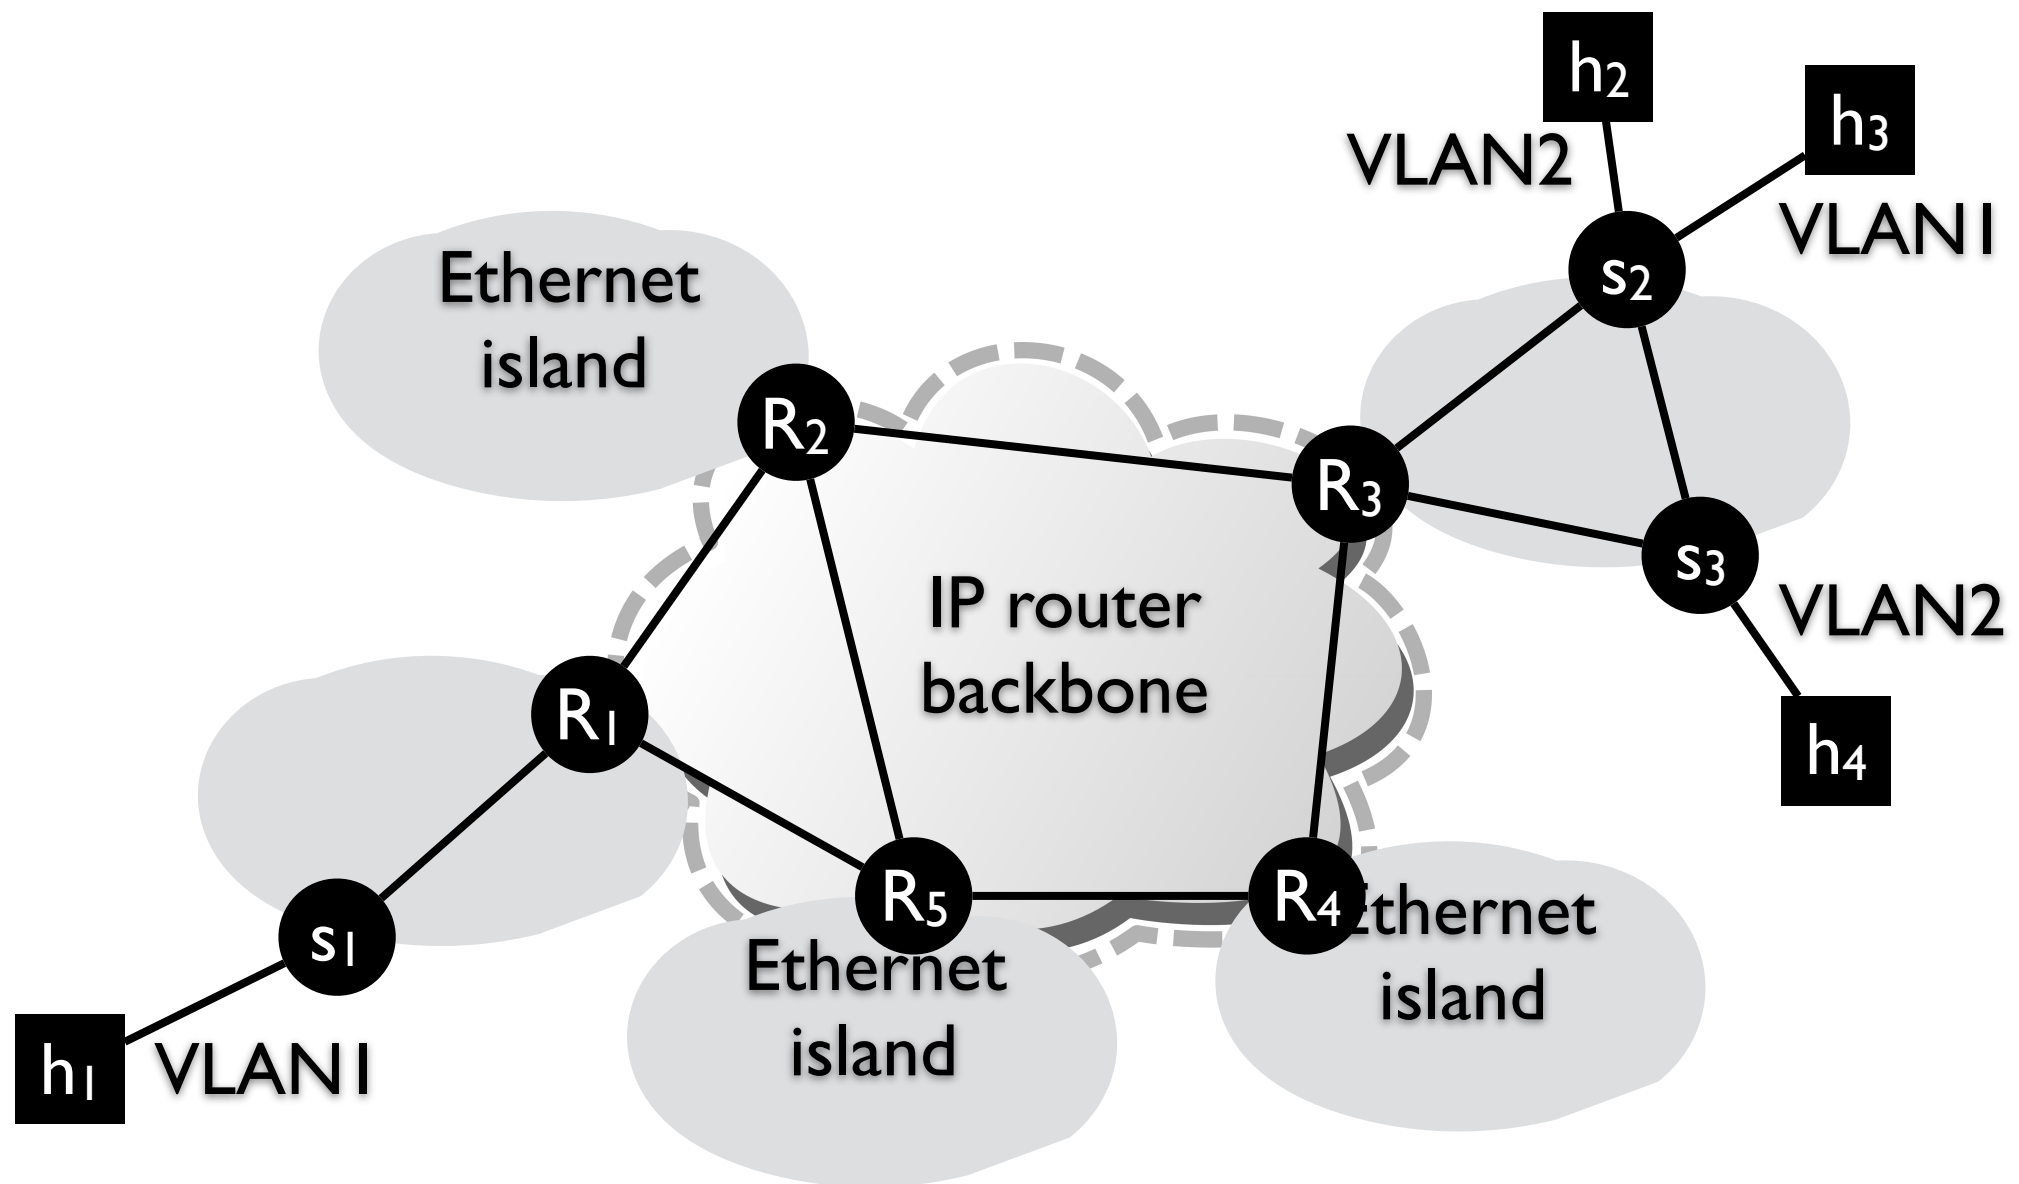 h2
h3
VLAN2
VLAN1
s2
Ethernet
island
R2
R3
s3
IP router
backbone
VLAN2
R1
h4
R5
R4
Ethernet
island
s1
Ethernet
island
h1
VLAN1